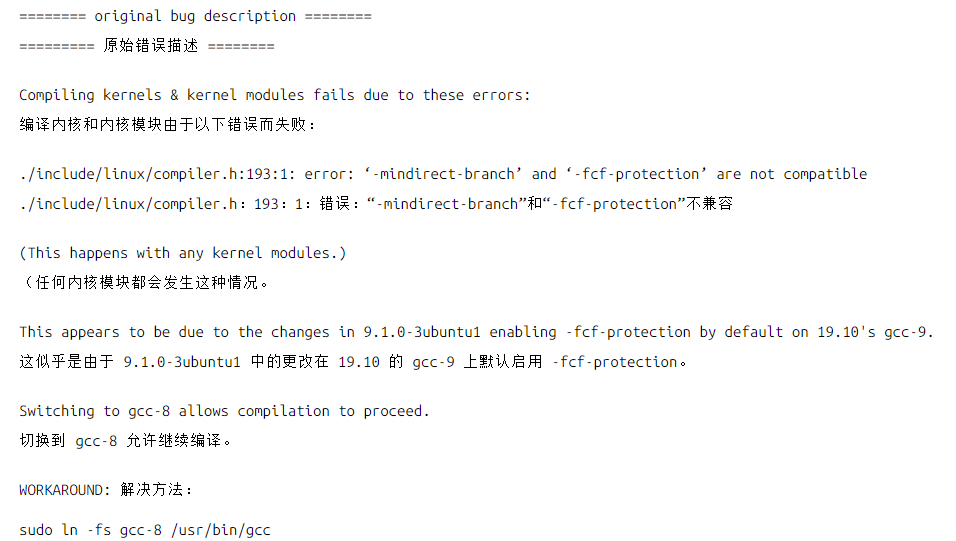 ======== original bug description ========
========= 原始错误描述 ========
Compiling kernels & kernel modules fails due to these errors:
编译内核和内核模块由于以下错误而失败：
./include/linux/compiler.h:193:1: error: ‘-mindirect-branch’ and ‘-fcf-protection’ are not compatible
./include/linux/compiler.h：193：1：错误：“-mindirect-branch”和“-fcf-protection”不兼容
(This happens with any kernel modules.)
（任何内核模块都会发生这种情况。
This appears to be due to the changes in 9.1.0-3ubuntu1 enabling -fcf-protection by default on 19.10's gcc-9.
这似乎是由于 9.1.0-3ubuntu1 中的更改在 19.10 的 gcc-9 上默认启用 -fcf-protection。
Switching to gcc-8 allows compilation to proceed.
切换到 gcc-8 允许继续编译。
WORKAROUND: 解决方法：
sudo ln -fs gcc-8 /usr/bin/gcc